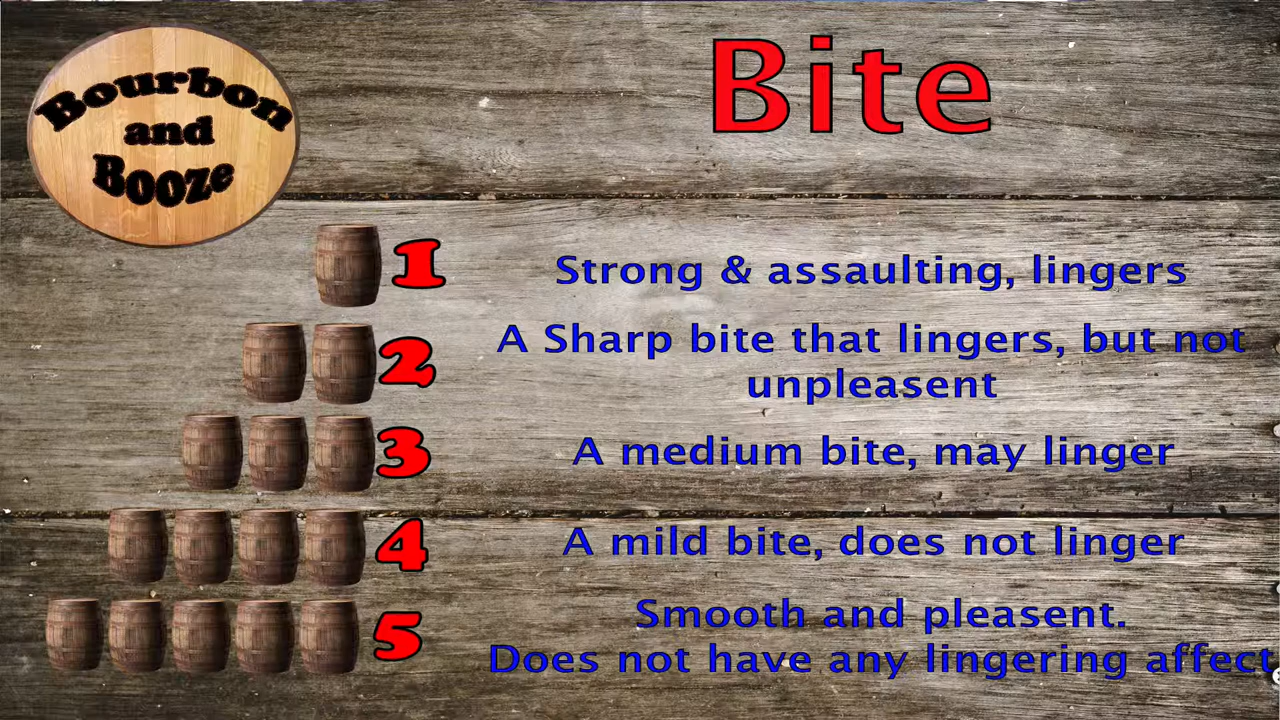 Bourbon
and
Booze
Bite
1
Strong & assaulting, lingers
2
A Sharp bite that lingers, but not
unpleasent
3
A medium bite, may linger
4
A mild bite, does not linger
5
Smooth and pleasent.
Does not have any lingering affect